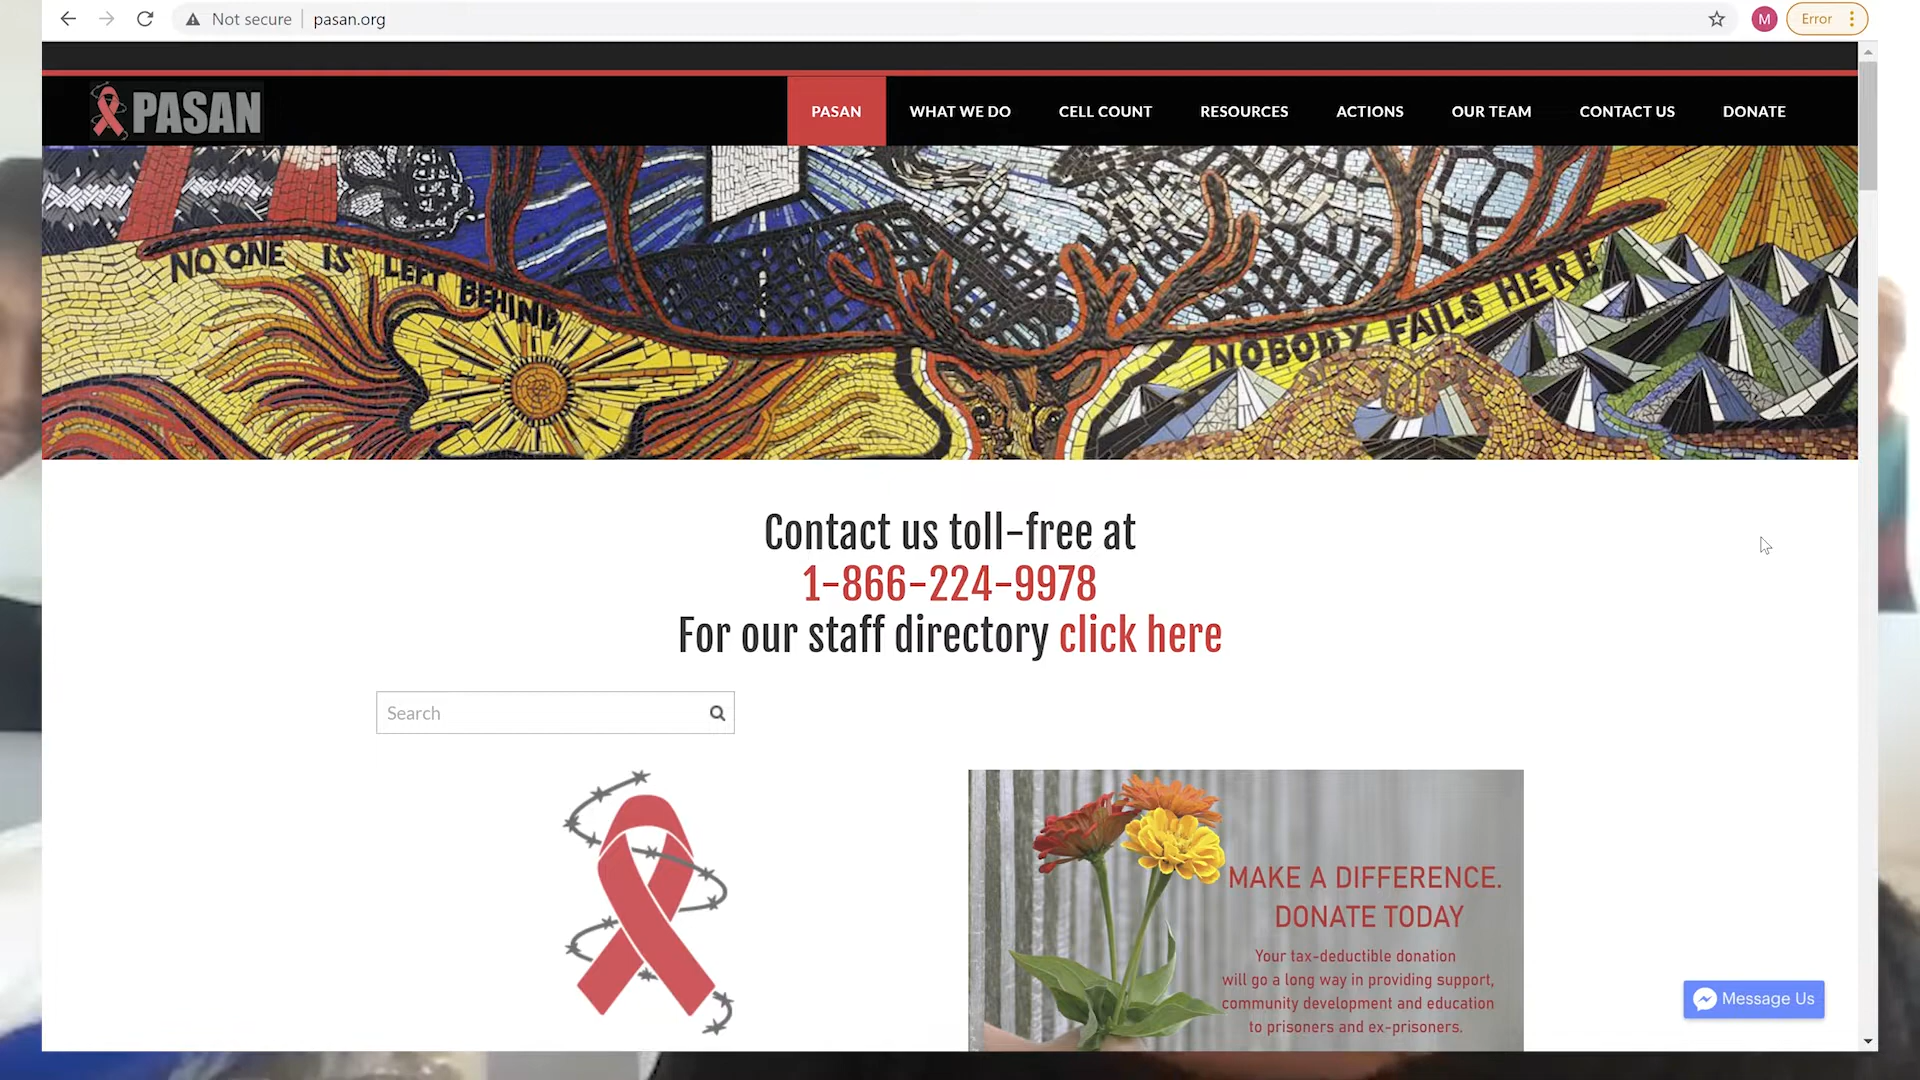 Not secure | pasan.org
M
Error
PASAN
PASAN WHAT WE DO CELL COUNT RESOURCES ACTIONS OUR TEAM CONTACT US DONATE
NO ONE IS LEFT BEHIND
NOBODY FAILS HERE
Contact us toll-free at
1-866-224-9978
For our staff directory click here
Search
MAKE A DIFFERENCE.
DONATE TODAY
Your tax-deductible donation
will go a long way in providing support,
community development and education
to prisoners and ex-prisoners.
Message Us